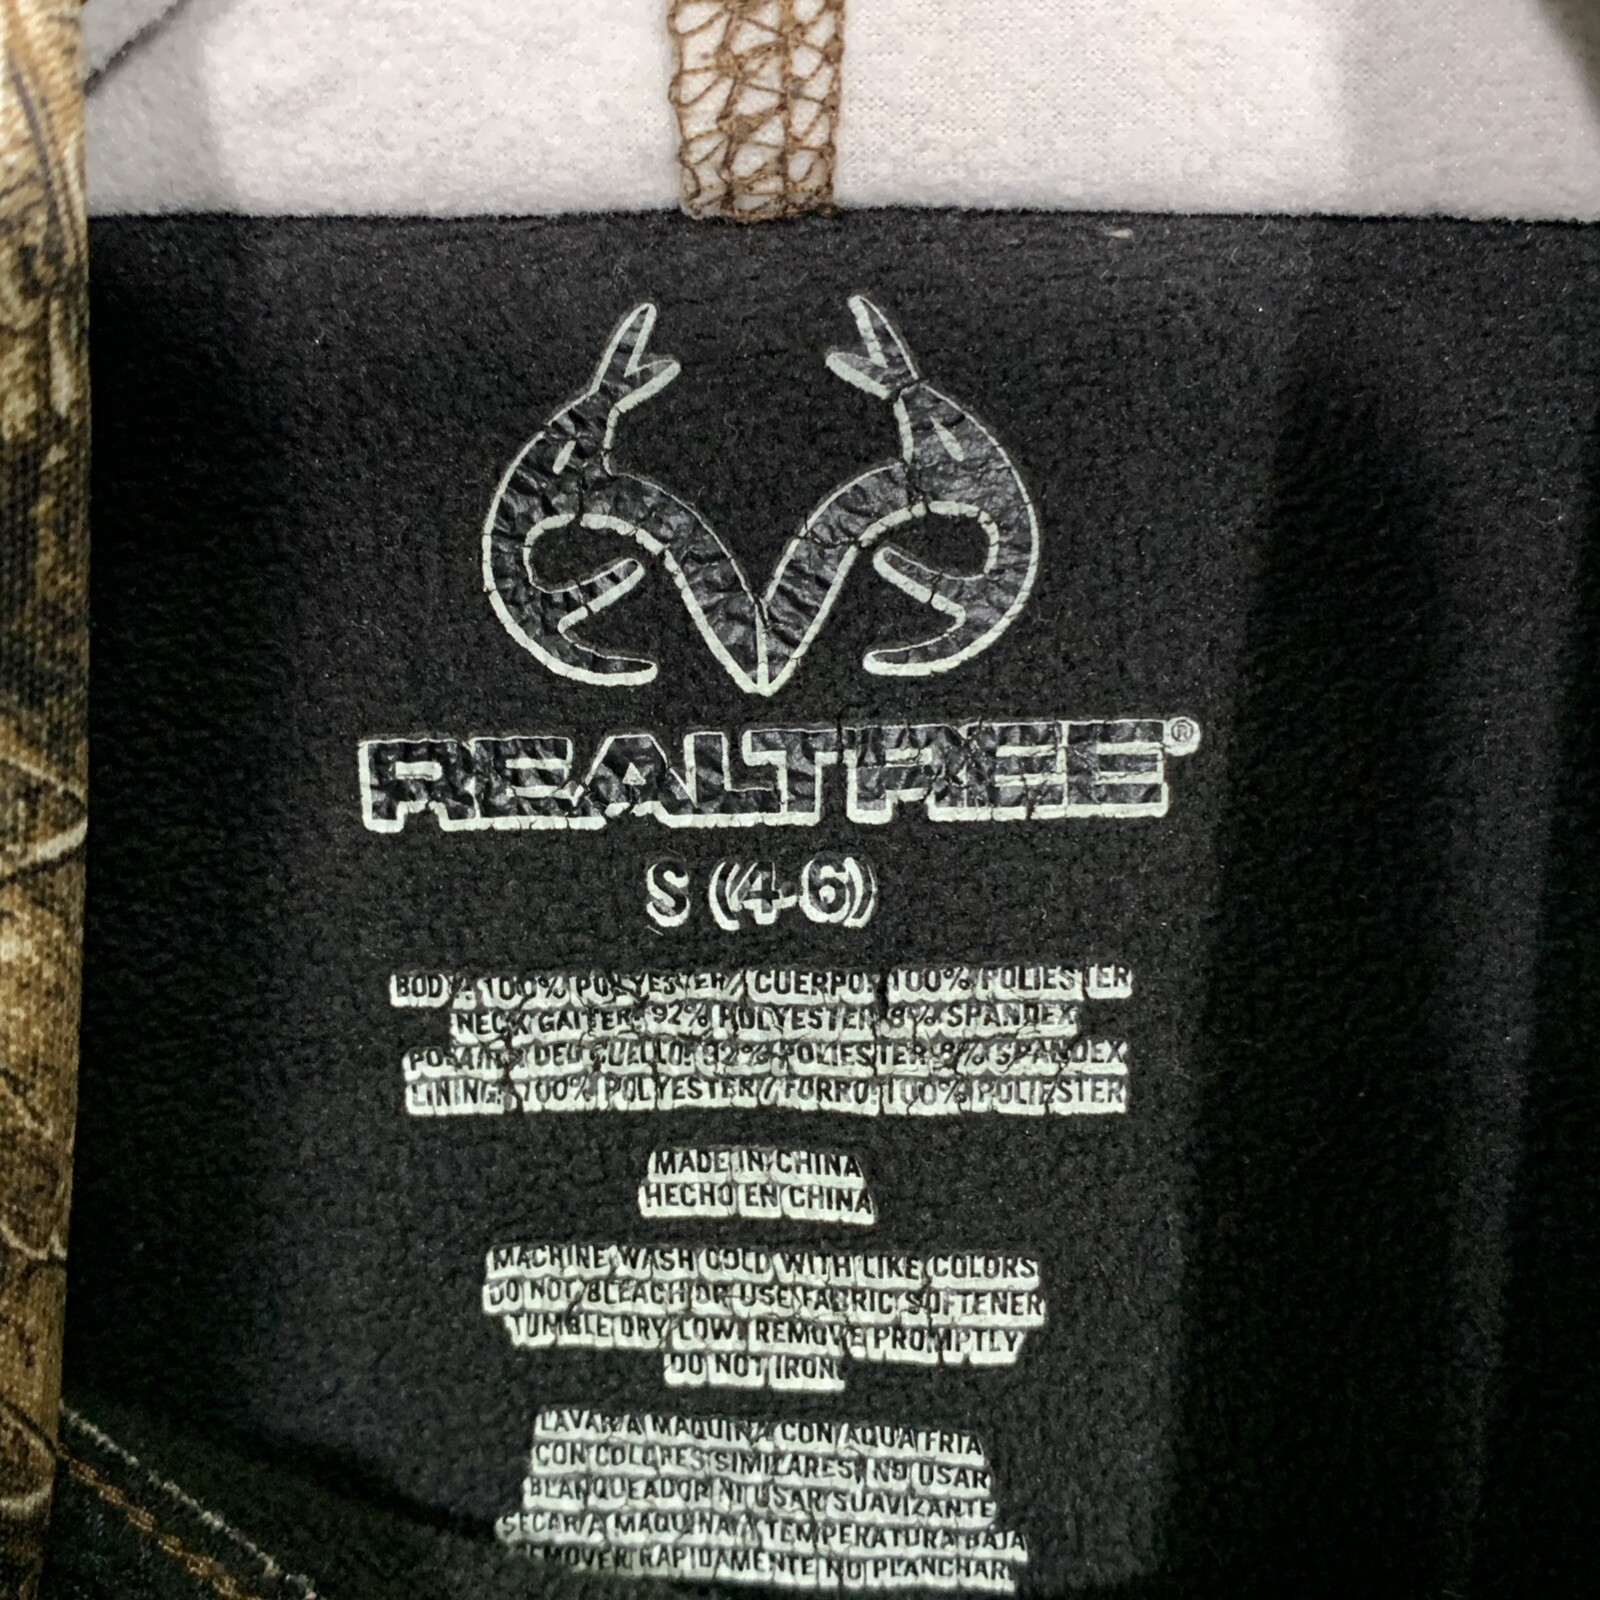 REALTREE®
S (4-6)
BODY: 100% POLYESTER / CUERPO: 100% POLIESTER
NECK GAITER: 92% POLYESTER 8% SPANDEX
POLAINA DEL CUELLO: 92% POLIESTER 8% SPANDEX
LINING: 100% POLYESTER / FORRO: 100% POLIESTER
MADE IN CHINA
HECHO EN CHINA
MACHINE WASH COLD WITH LIKE COLORS
DO NOT BLEACH OR USE FABRIC SOFTENER
TUMBLE DRY LOW. REMOVE PROMPTLY
DO NOT IRON
LAVAR A MAQUINA CON AQUA FRIA
CON COLORES SIMILARES. NO USAR
BLANQUEADOR NI USAR SUAVIZANTE
SECAR A MAQUINA A TEMPERATURA BAJA
REMOVER RAPIDAMENTE NO PLANCHAR